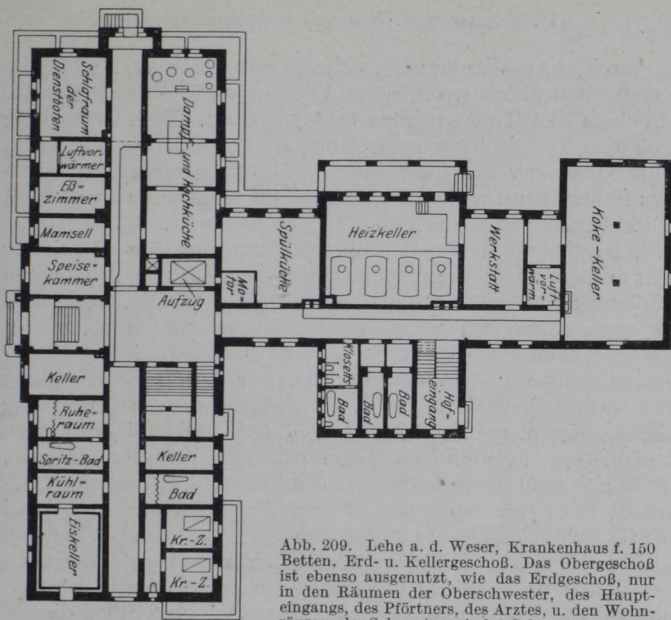 Schlafraum
der
Dienstboten
Luftvor-
wärmer
Eß-
zimmer
Mamsell
Speise-
kammer
Keller
Ruhe-
raum
Spritz-Bad
Kühl-
raum
Eiskeller
Dampf- und Kochküche
Aufzug
Keller
Bad
Kr.-Z.
Kr.-Z.
Mo-
tor
Spülküche
Heizkeller
Werkstatt
Luft-
vor-
wärm.
Koke-Keller
Klosetts
Bad
Bad
Bad
Hof-
eingang
Abb. 209. Lehe a. d. Weser, Krankenhaus f. 150
Betten. Erd- u. Kellergeschoß. Das Obergeschoß
ist ebenso ausgenutzt, wie das Erdgeschoß, nur
in den Räumen der Oberschwester, des Haupt-
eingangs, des Pförtners, des Arztes, u. den Wohn-